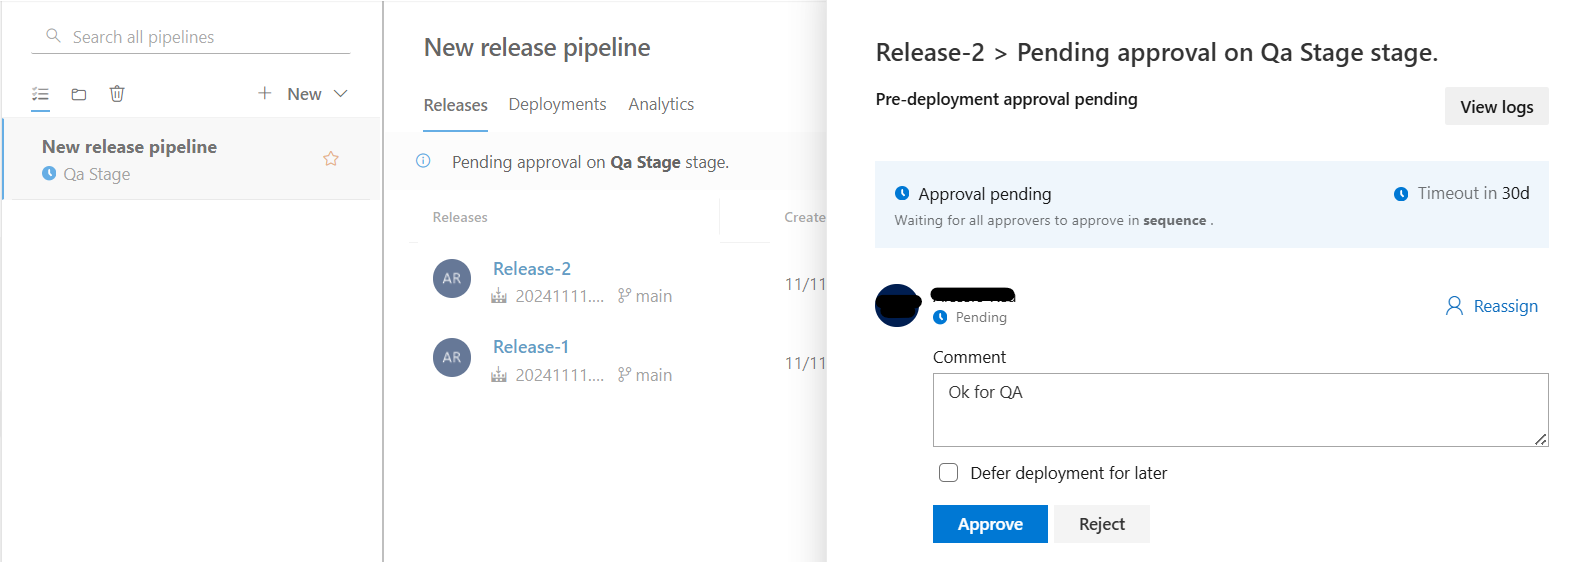 Search all pipelines
New
New release pipeline
Qa Stage
New release pipeline
Releases Deployments Analytics
Pending approval on Qa Stage stage.
Releases Create
AR Release-2
20241111.... main 11/11
AR Release-1
20241111.... main 11/11
Release-2 > Pending approval on Qa Stage stage.
Pre-deployment approval pending
View logs
Approval pending
Timeout in 30d
Waiting for all approvers to approve in sequence .
Pending
Reassign
Comment
Ok for QA
Defer deployment for later
Approve Reject